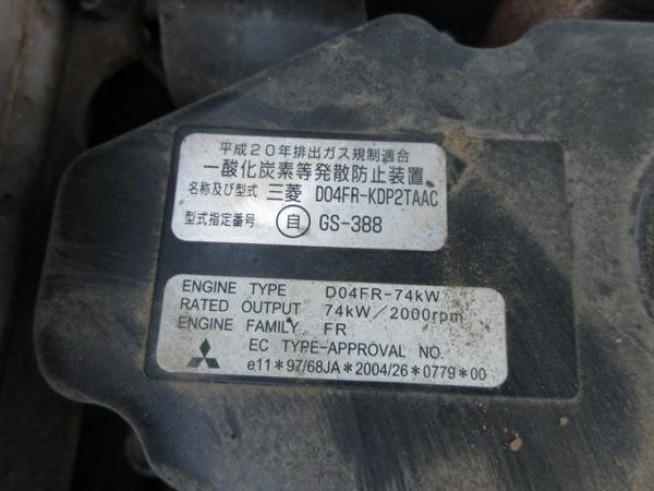 平成20年排出ガス規制適合
一酸化炭素等発散防止装置
名称及び型式 三菱 D04FR-KDP2TAAC
型式指定番号 自 GS-388
ENGINE TYPE D04FR-74kW
RATED OUTPUT 74kW/2000rpm
ENGINE FAMILY FR
EC TYPE-APPROVAL NO.
e11*97/68JA*2004/26*0779*00